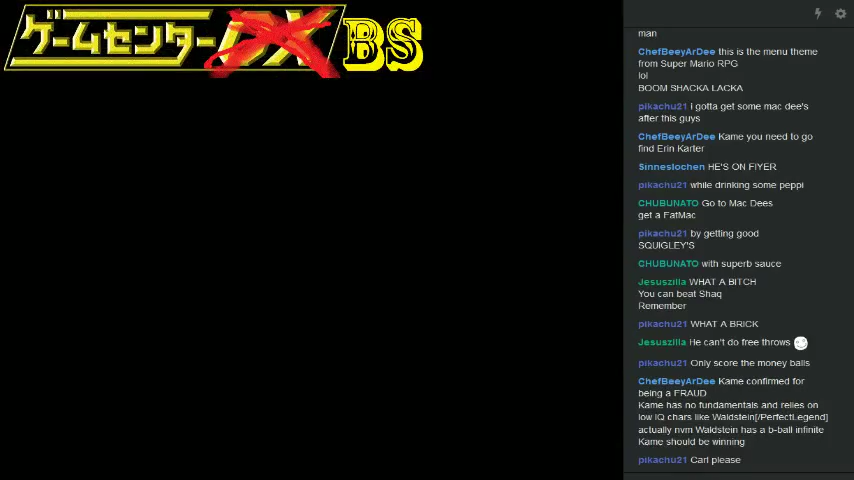 ゲームセンターDX BS
man
ChefBeeyArDee this is the menu theme
from Super Mario RPG
lol
BOOM SHACKA LACKA
pikachu21 i gotta get some mac dee's
after this guys
ChefBeeyArDee Kame you need to go
find Erin Karter
Sinneslochen HE'S ON FIYER
pikachu21 while drinking some peppi
CHUBUNATO Go to Mac Dees
get a FatMac
pikachu21 by getting good
SQUIGLEY'S
CHUBUNATO with superb sauce
Jesuszilla WHAT A BITCH
You can beat Shaq
Remember
pikachu21 WHAT A BRICK
Jesuszilla He can't do free throws
pikachu21 Only score the money balls
ChefBeeyArDee Kame confirmed for
being a FRAUD
Kame has no fundamentals and relies on
low IQ chars like Waldstein[/PerfectLegend]
actually nvm Waldstein has a b-ball infinite
Kame should be winning
pikachu21 Carl please